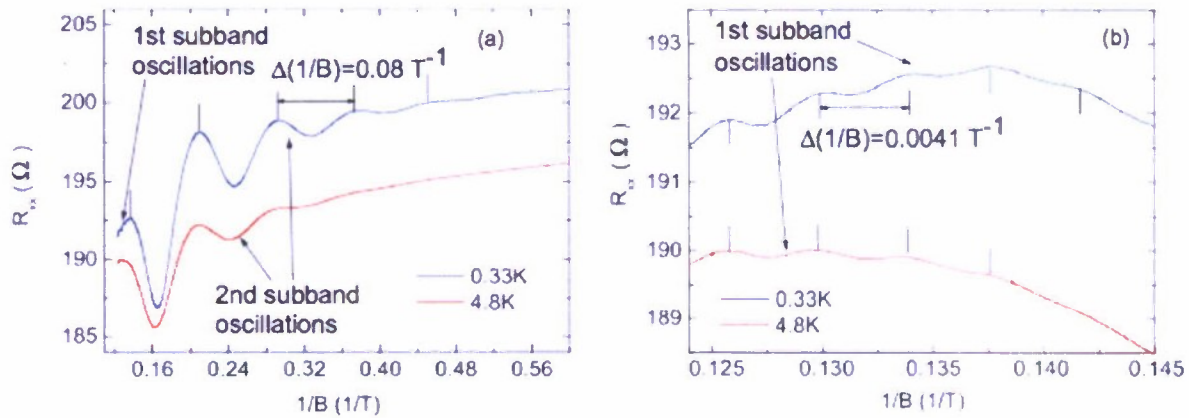 205
200
195
190
185
R_xx (Ω)
1st subband
oscillations
Δ(1/B)=0.08 T⁻¹
(a)
2nd subband
oscillations
0.33K
4.8K
0.16 0.24 0.32 0.40 0.48 0.56
1/B (1/T)
193
192
191
190
189
R_xx (Ω)
1st subband
oscillations
(b)
Δ(1/B)=0.0041 T⁻¹
0.33K
4.8K
0.125 0.130 0.135 0.140 0.145
1/B (1/T)